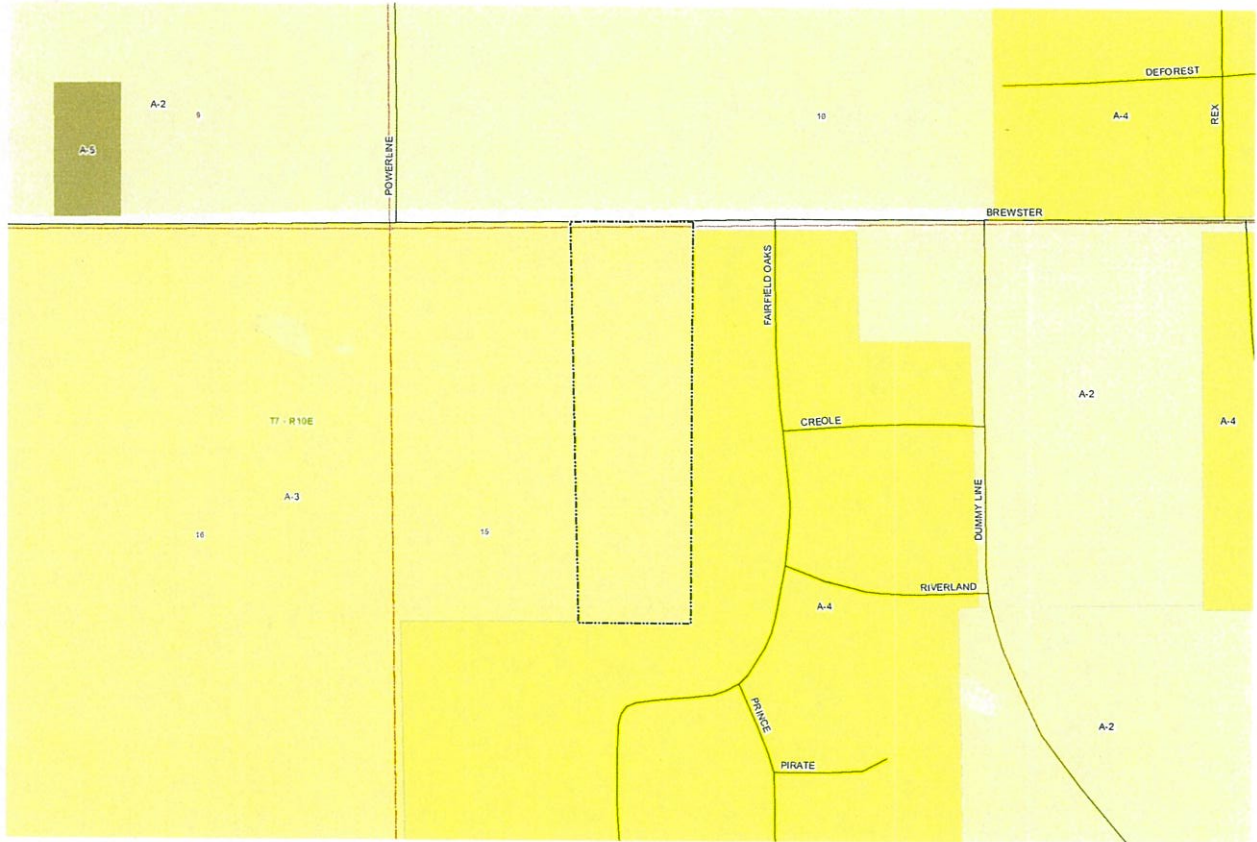 DEFOREST
A-2
9
10
A-4
REX
A-5
POWERLINE
BREWSTER
FAIRFIELD OAKS
A-2
T7 - R19E
CREOLE
A-4
A-3
DUMMY LINE
16
15
RIVERLAND
A-4
PRINCE
A-2
PIRATE